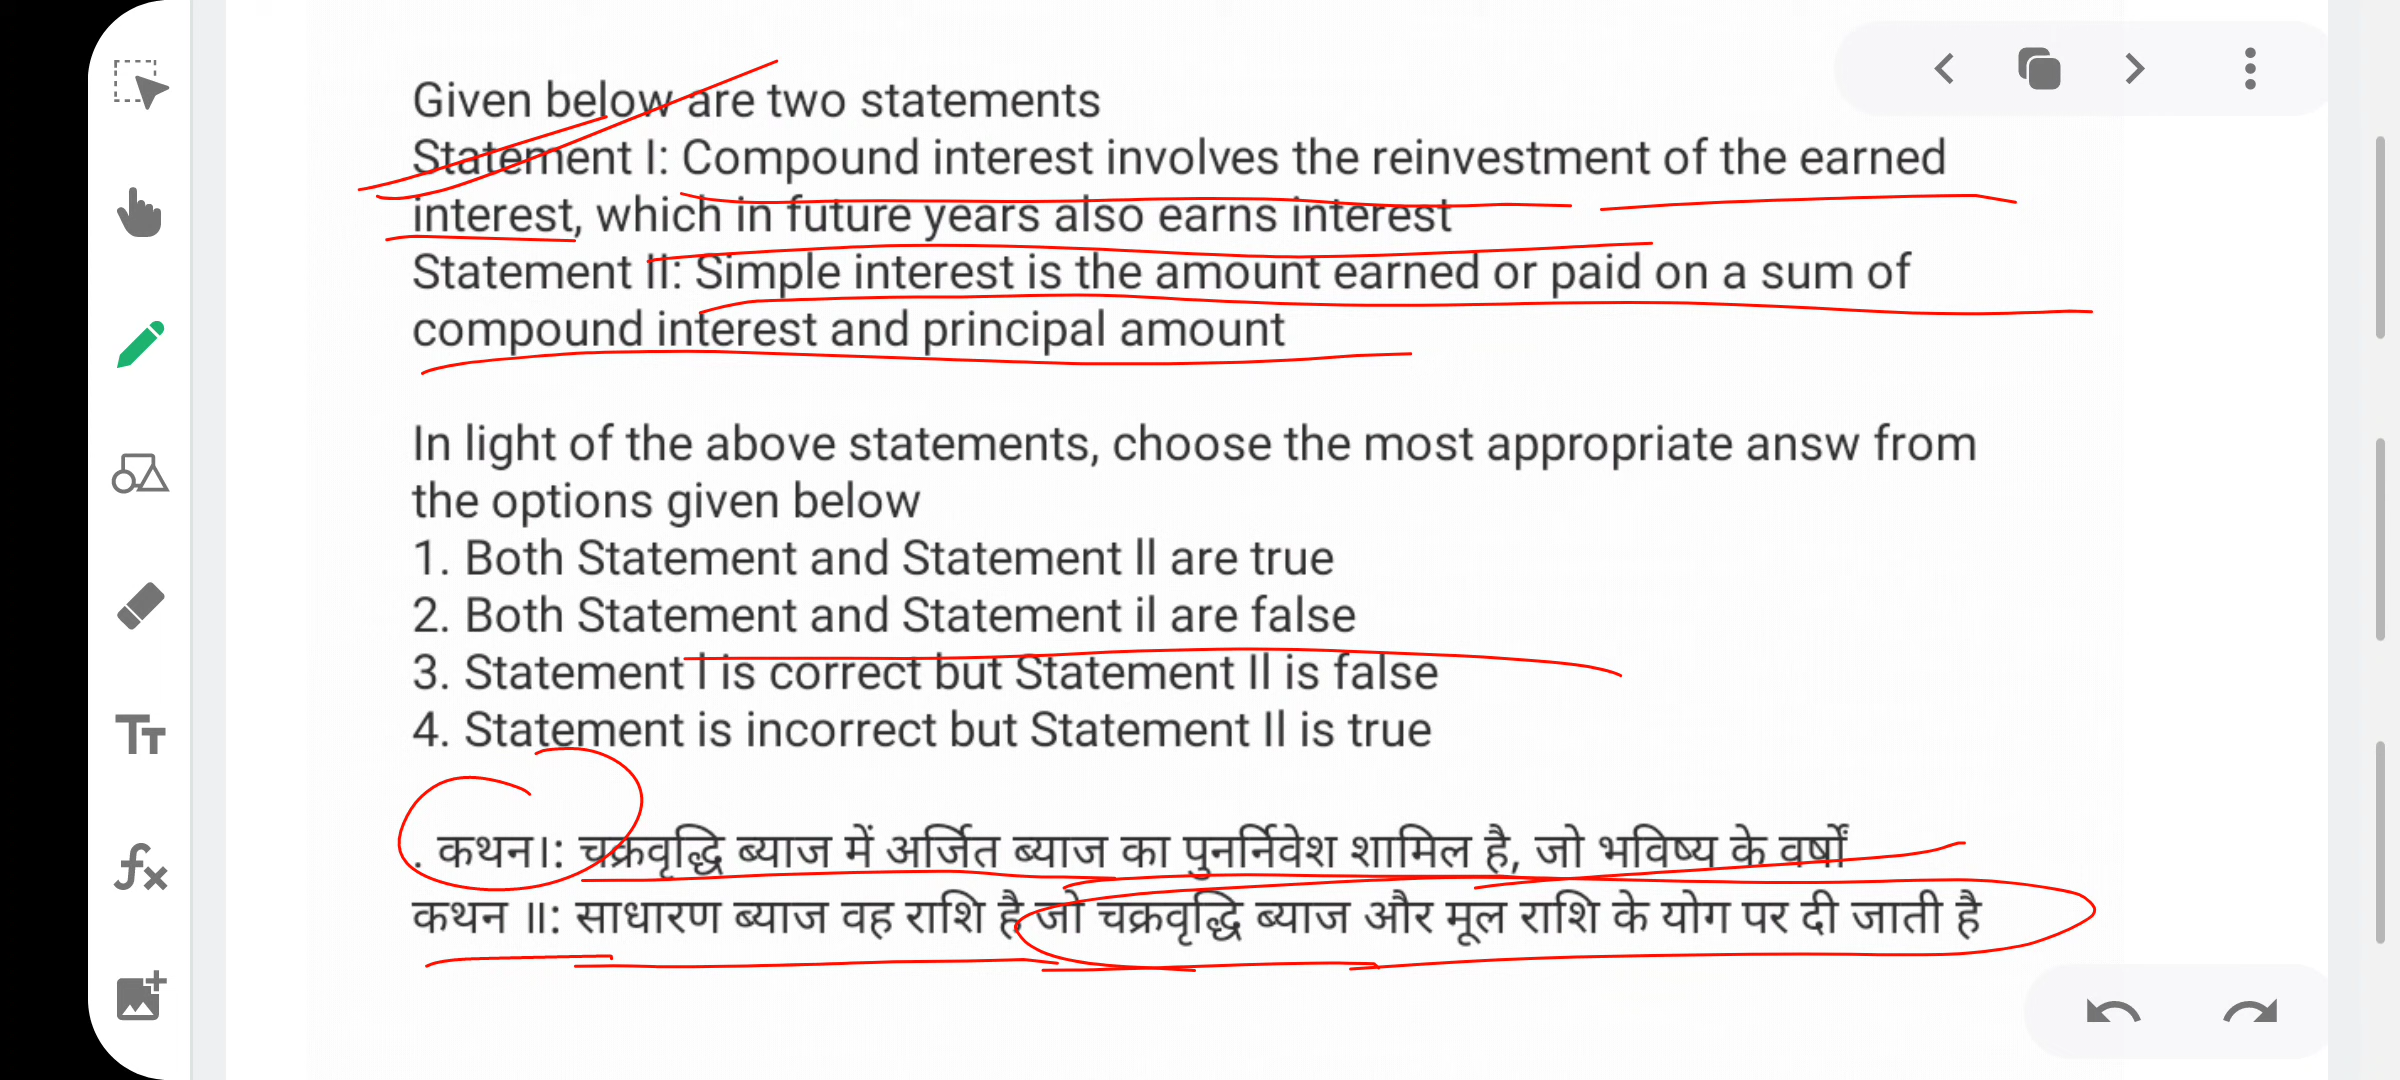 Given below are two statements
Statement I: Compound interest involves the reinvestment of the earned
interest, which in future years also earns interest
Statement II: Simple interest is the amount earned or paid on a sum of
compound interest and principal amount
In light of the above statements, choose the most appropriate answ from
the options given below
1. Both Statement and Statement ll are true
2. Both Statement and Statement il are false
3. Statement l is correct but Statement Il is false
4. Statement is incorrect but Statement Il is true
. कथन।: चक्रवृद्धि ब्याज में अर्जित ब्याज का पुनर्निवेश शामिल है, जो भविष्य के वर्षों
कथन ॥: साधारण ब्याज वह राशि है जो चक्रवृद्धि ब्याज और मूल राशि के योग पर दी जाती है